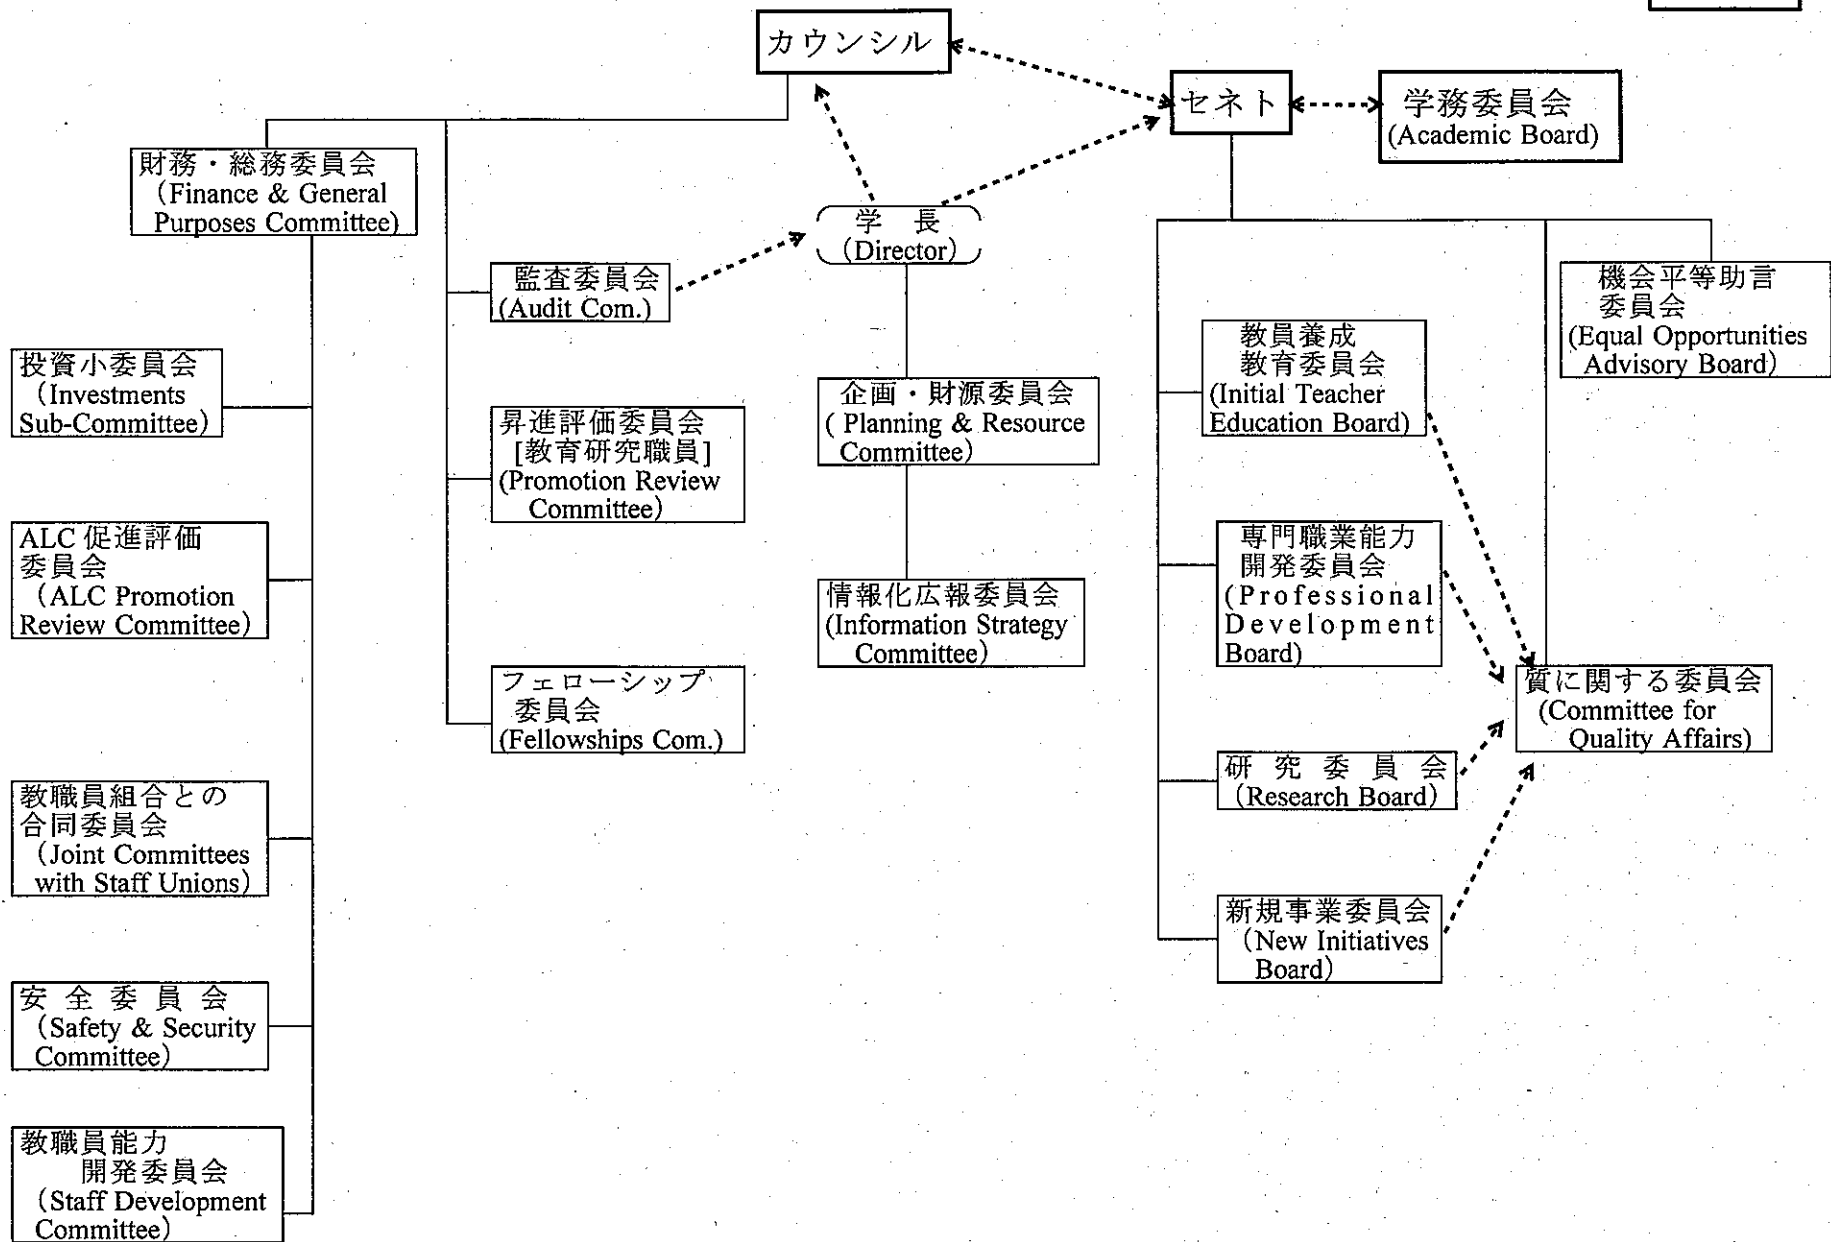 カウンシル
セネト
学務委員会
(Academic Board)
財務・総務委員会
(Finance & General
Purposes Committee)
学 長
(Director)
監査委員会
(Audit Com.)
機会平等助言
委員会
(Equal Opportunities
Advisory Board)
投資小委員会
(Investments
Sub-Committee)
昇進評価委員会
[教育研究職員]
(Promotion Review
Committee)
企画・財源委員会
( Planning & Resource
Committee)
教員養成
教育委員会
(Initial Teacher
Education Board)
ALC 促進評価
委員会
(ALC Promotion
Review Committee)
情報化広報委員会
(Information Strategy
Committee)
専門職業能力
開発委員会
(Professional
Development
Board)
フェローシップ
委員会
(Fellowships Com.)
質に関する委員会
(Committee for
Quality Affairs)
教職員組合との
合同委員会
(Joint Committees
with Staff Unions)
研 究 委 員 会
(Research Board)
新規事業委員会
(New Initiatives
Board)
安 全 委 員 会
(Safety & Security
Committee)
教職員能力
開発委員会
(Staff Development
Committee)